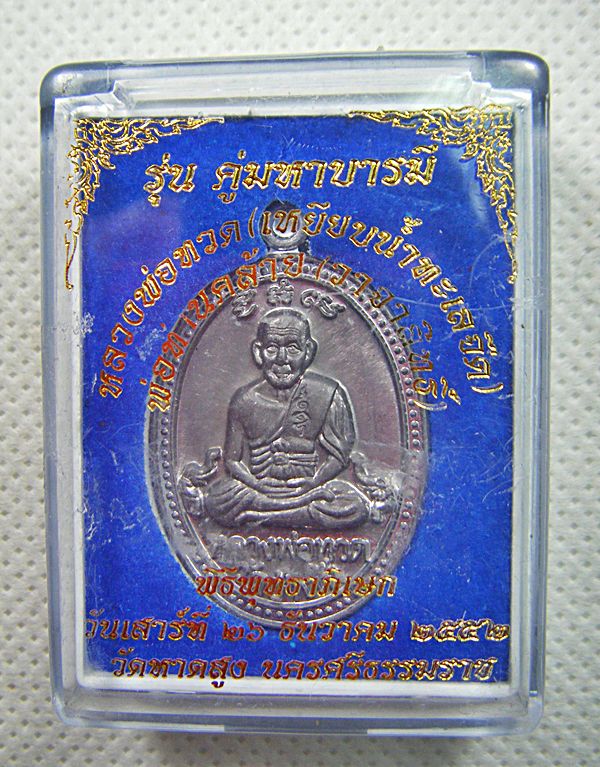 รุ่น คู่มหาบารมี
หลวงพ่อทวด (เหยียบน้ำทะเลจืด)
พ่อท่านคล้าย (วาจาสิทธิ์)
หลวงพ่อทวด
พิธีพุทธาภิเษก
วันเสาร์ที่ ๒๖ ธันวาคม ๒๕๕๒
วัดหาดสูง นครศรีธรรมราช